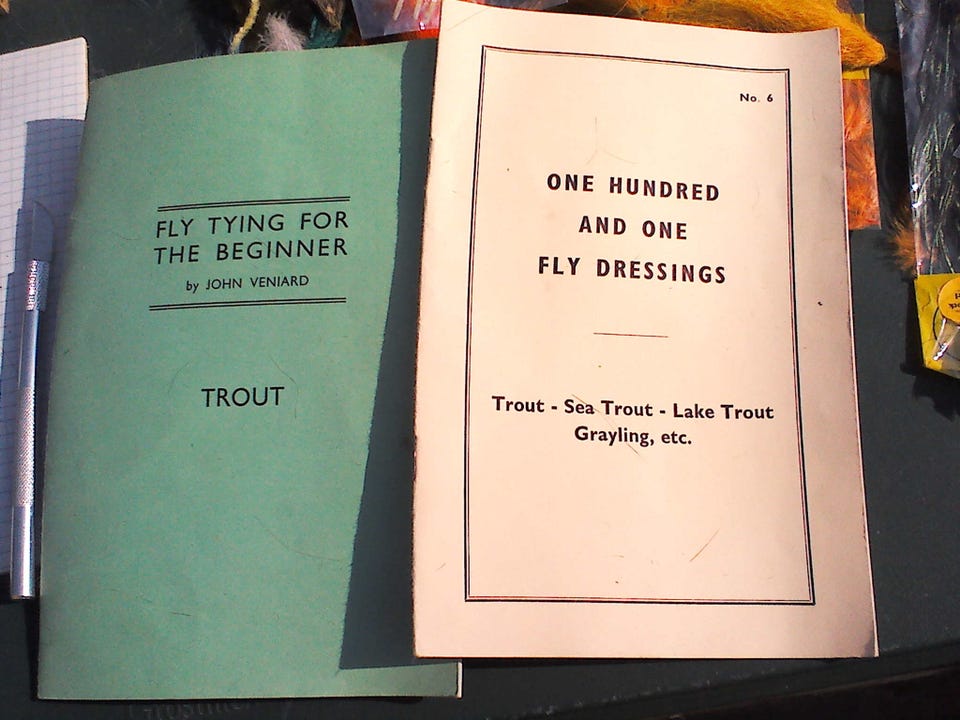 FLY TYING FOR
THE BEGINNER
by JOHN VENIARD
TROUT
No. 6
ONE HUNDRED
AND ONE
FLY DRESSINGS
Trout - Sea Trout - Lake Trout
Grayling, etc.